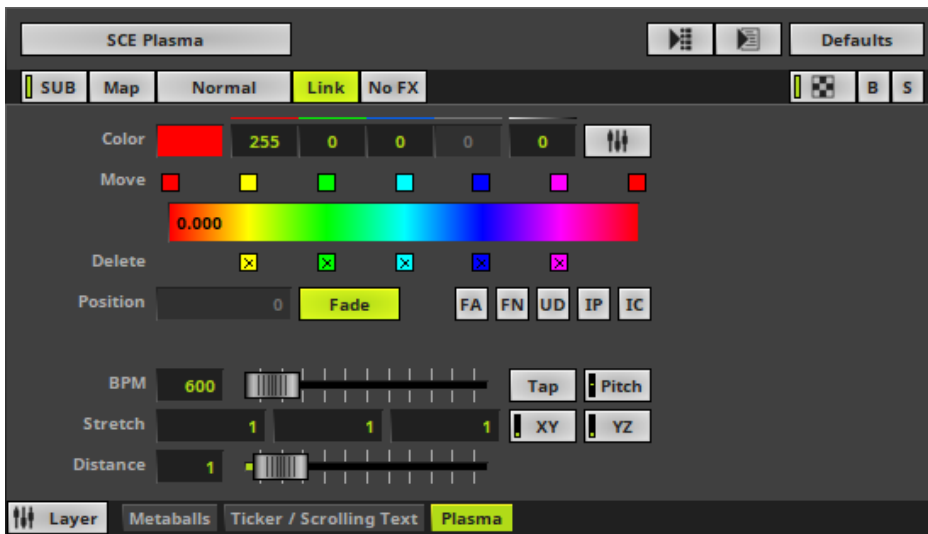 SCE Plasma Defaults
SUB Map Normal Link No FX B S
Color 255 0 0 0 0
Move
0.000
Delete
Position 0 Fade FA FN UD IP IC
BPM 600 Tap Pitch
Stretch 1 1 1 XY YZ
Distance 1
Layer Metaballs Ticker / Scrolling Text Plasma